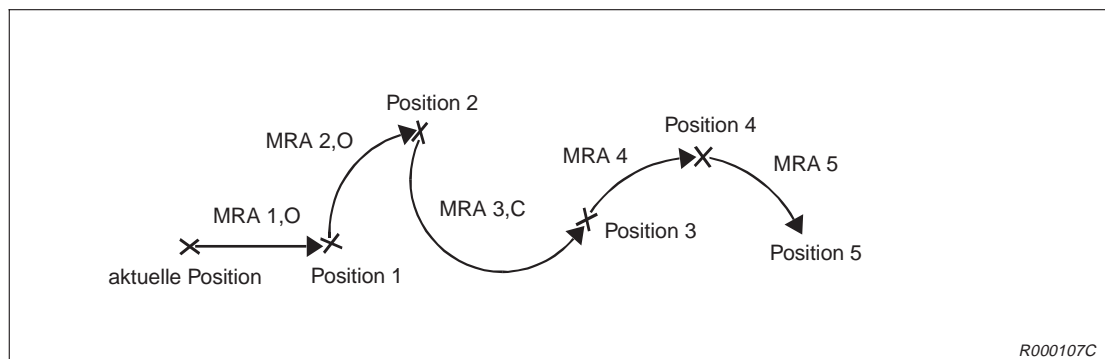 Position 2
Position 4
MRA 2,O
MRA 4
MRA 5
MRA 3,C
MRA 1,O
Position 3
Position 5
aktuelle Position
Position 1
R000107C